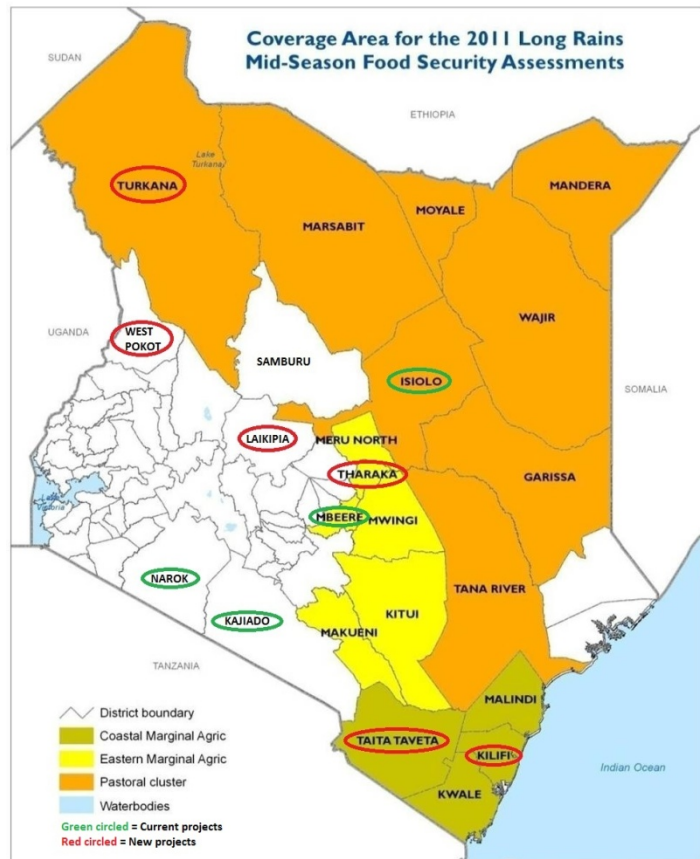 Coverage Area for the 2011 Long Rains
Mid-Season Food Security Assessments
SUDAN
ETHIOPIA
Lake
Turkana
TURKANA
MANDERA
MOYALE
MARSABIT
WAJIR
UGANDA
WEST
POKOT
SAMBURU
ISIOLO
SOMALIA
LAIKIPIA
MERU NORTH
THARAKA
GARISSA
Lake
Victoria
MBEERE
MWINGI
NAROK
TANA RIVER
KITUI
KAJIADO
MAKUENI
TANZANIA
MALINDI
District boundary
Coastal Marginal Agric
TAITA TAVETA
Eastern Marginal Agric
KILIFI
Indian Ocean
Pastoral cluster
KWALE
Waterbodies
Green circled = Current projects
Red circled = New projects